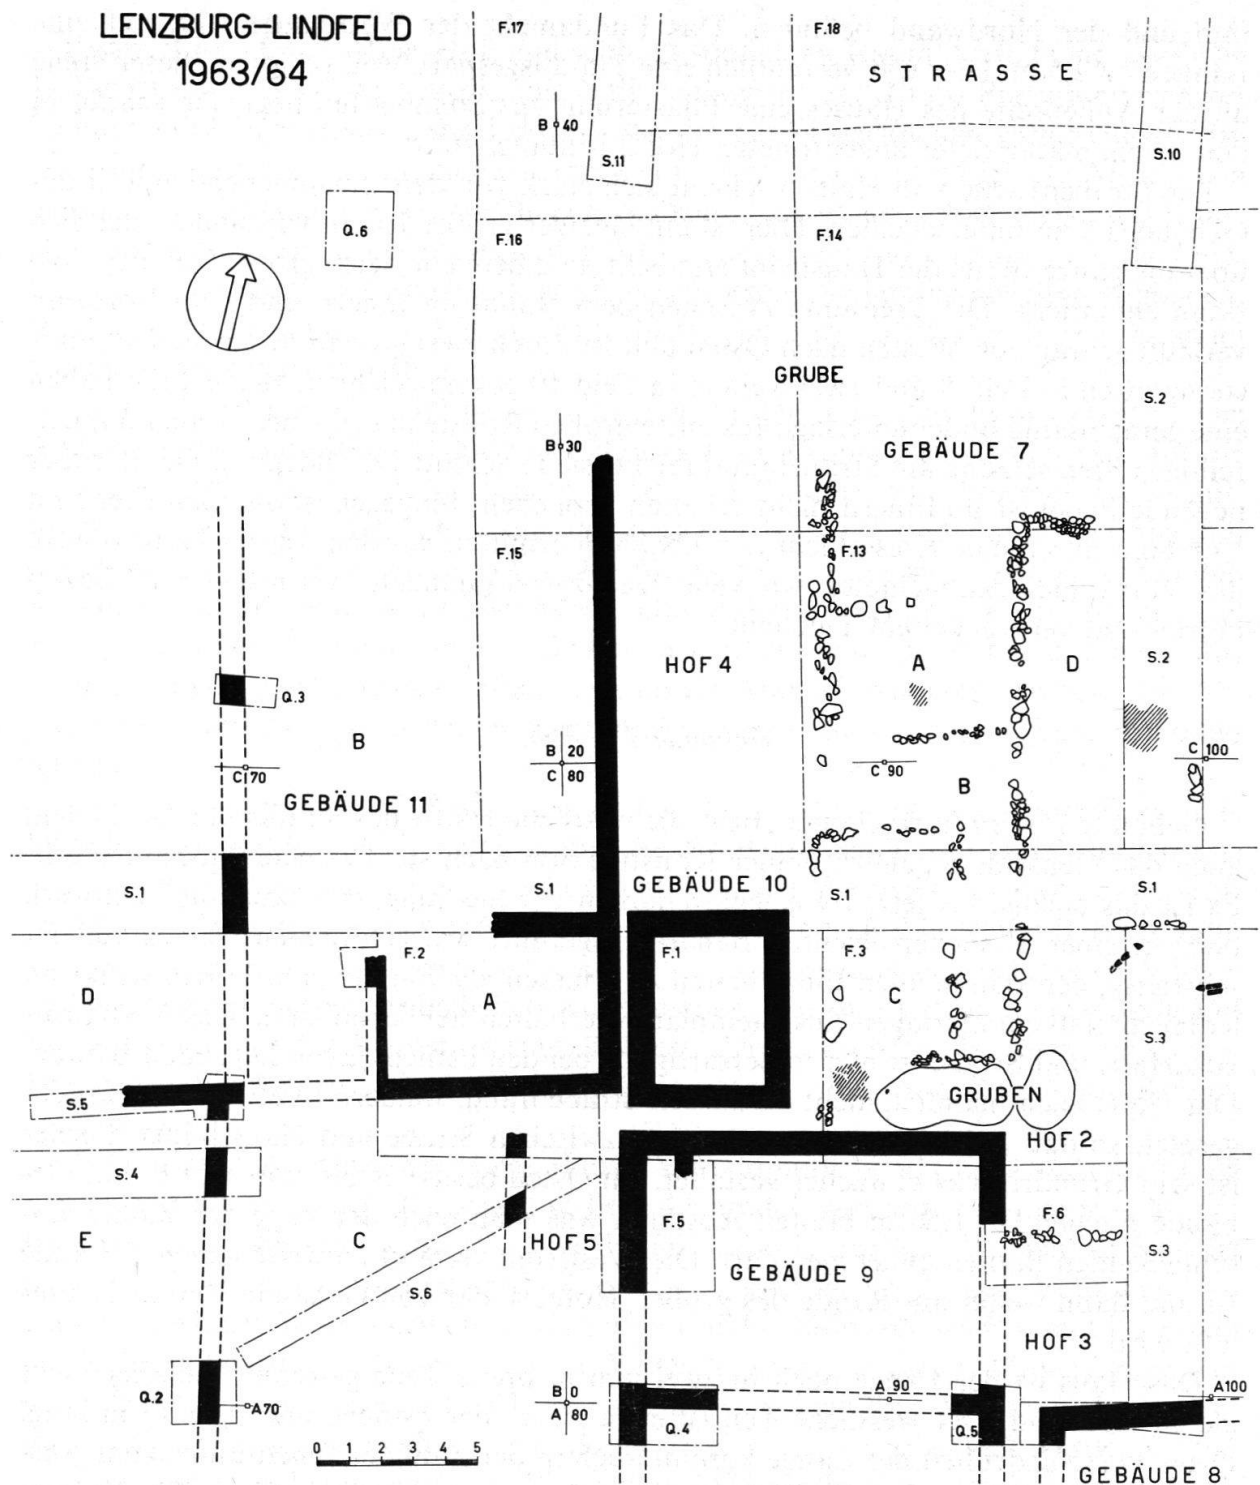 LENZBURG-LINDFELD
1963/64
F.17
F.18
STRASSE
B 40
S.11
S.10
Q.6
F.16
F.14
GRUBE
S.2
B 30
GEBÄUDE 7
F.15
F.13
HOF 4
A
D
S.2
Q.3
B
B 20
C 80
C 70
C 90
C 100
GEBÄUDE 11
B
S.1
S.1
GEBÄUDE 10
S.1
S.1
F.2
F.1
F.3
D
A
C
S.3
S.5
GRUBEN
HOF 2
S.4
E
C
HOF 5
F.5
F.6
S.3
GEBÄUDE 9
S.6
HOF 3
Q.2
A 70
B 0
A 80
A 90
A 100
Q.4
Q.5
0 1 2 3 4 5
GEBÄUDE 8